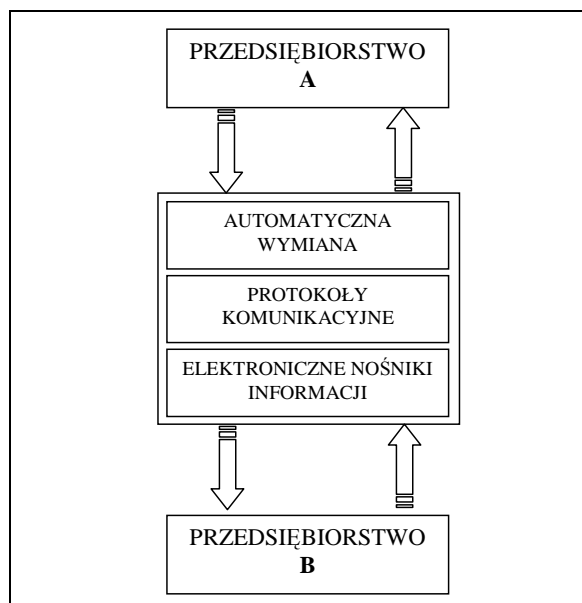 PRZEDSIĘBIORSTWO
A
AUTOMATYCZNA
WYMIANA
PROTOKOŁY
KOMUNIKACYJNE
ELEKTRONICZNE NOŚNIKI
INFORMACJI
PRZEDSIĘBIORSTWO
B